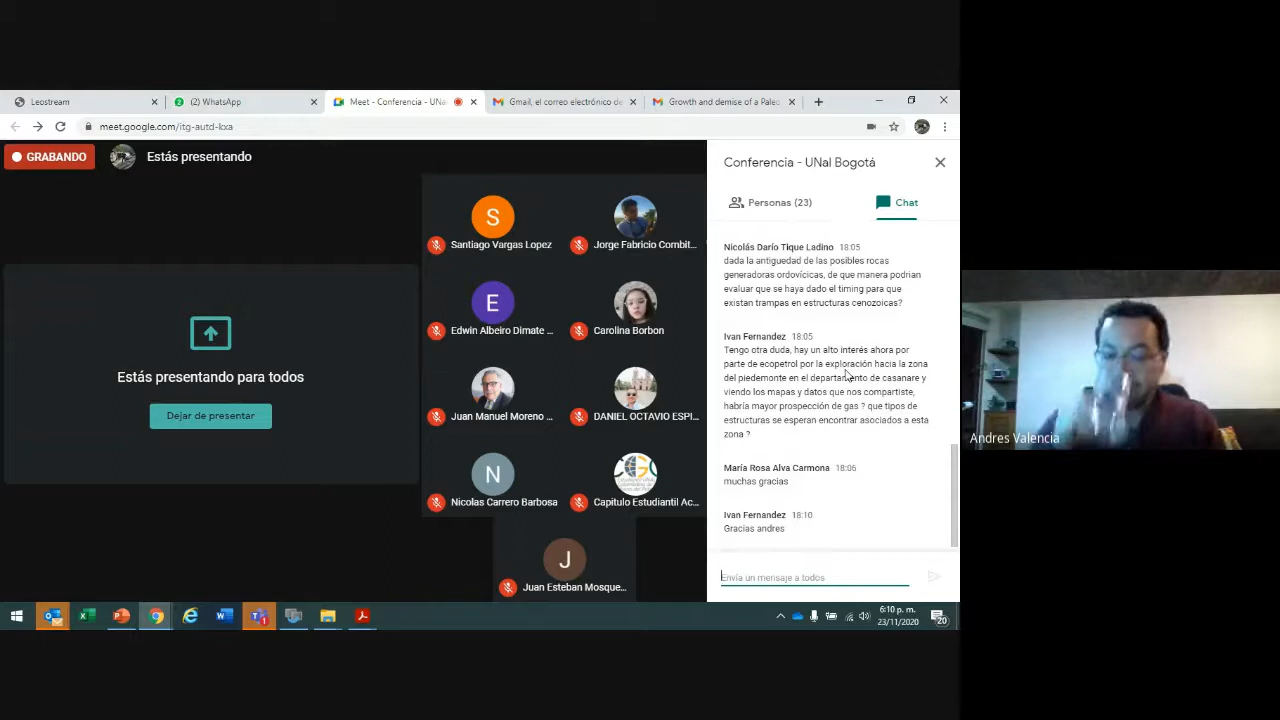 Leostream
(2) WhatsApp
Meet - Conferencia - UNa
Gmail, el correo electrónico de
Growth and demise of a Paleo
meet.google.com/itg-autd-kxa
GRABANDO
Estás presentando
Conferencia - UNal Bogotá
Personas (23)
Chat
S
Santiago Vargas Lopez
Jorge Fabricio Combit...
E
Edwin Albeiro Dimate ...
Carolina Borbon
Juan Manuel Moreno ...
DANIEL OCTAVIO ESPI...
N
Nicolas Carrero Barbosa
Capitulo Estudiantil Ac...
J
Juan Esteban Mosque...
Estás presentando para todos
Dejar de presentar
Nicolás Darío Tique Ladino 18:05
dada la antiguedad de las posibles rocas
generadoras ordovícicas, de que manera podrian
evaluar que se haya dado el timing para que
existan trampas en estructuras cenozoicas?
Ivan Fernandez 18:05
Tengo otra duda, hay un alto interés ahora por
parte de ecopetrol por la exploración hacia la zona
del piedemonte en el departamento de casanare y
viendo los mapas y datos que nos compartiste,
habría mayor prospección de gas ? que tipos de
estructuras se esperan encontrar asociados a esta
zona ?
María Rosa Alva Carmona 18:06
muchas gracias
Ivan Fernandez 18:10
Gracias andres
Envía un mensaje a todos
Andres Valencia
6:10 p. m.
23/11/2020
20